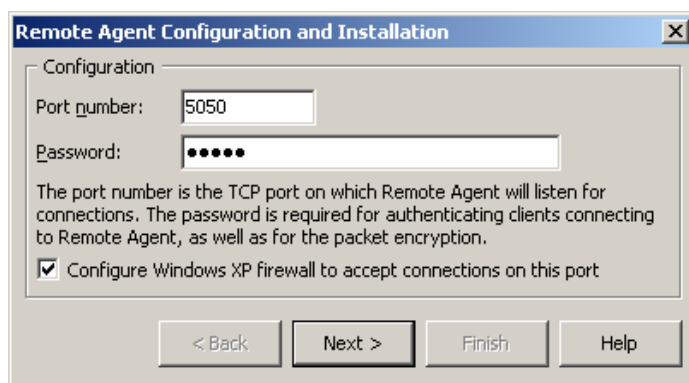 Remote Agent Configuration and Installation
Configuration
Port number: 5050
Password: •••••
The port number is the TCP port on which Remote Agent will listen for
connections. The password is required for authenticating clients connecting
to Remote Agent, as well as for the packet encryption.
Configure Windows XP firewall to accept connections on this port
< Back Next > Finish Help